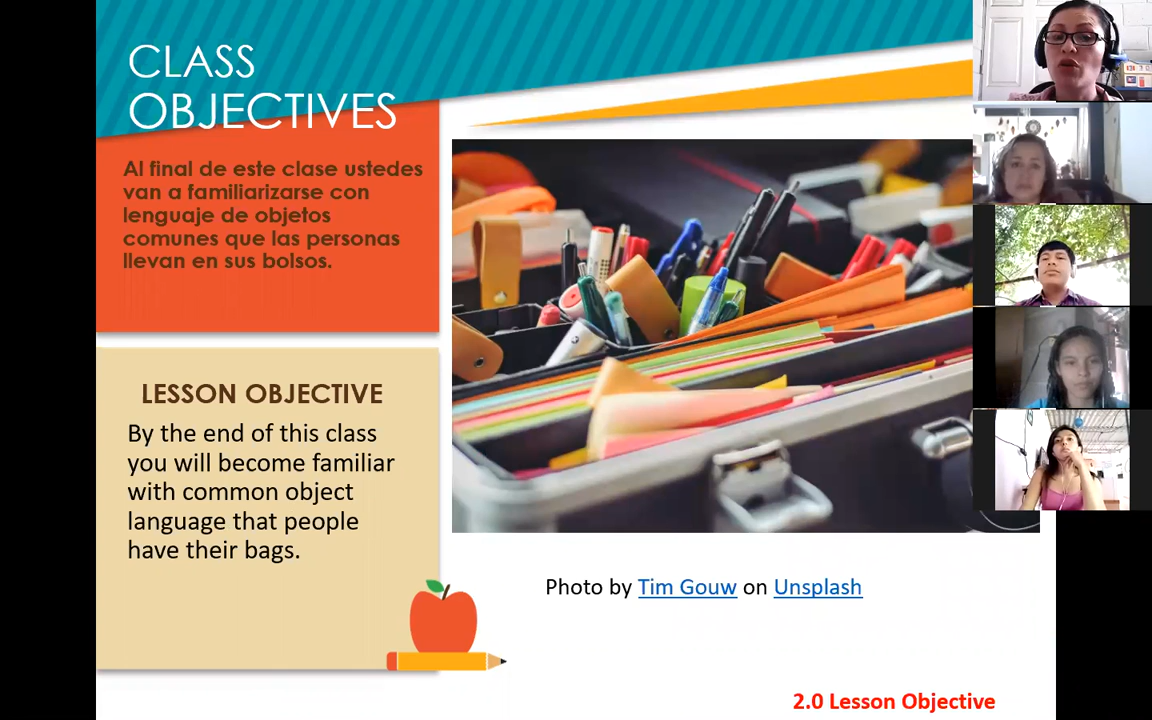 CLASS
OBJECTIVES
Al final de este clase ustedes
van a familiarizarse con
lenguaje de objetos
comunes que las personas
llevan en sus bolsos.
LESSON OBJECTIVE
By the end of this class
you will become familiar
with common object
language that people
have their bags.
Photo by Tim Gouw on Unsplash
2.0 Lesson Objective